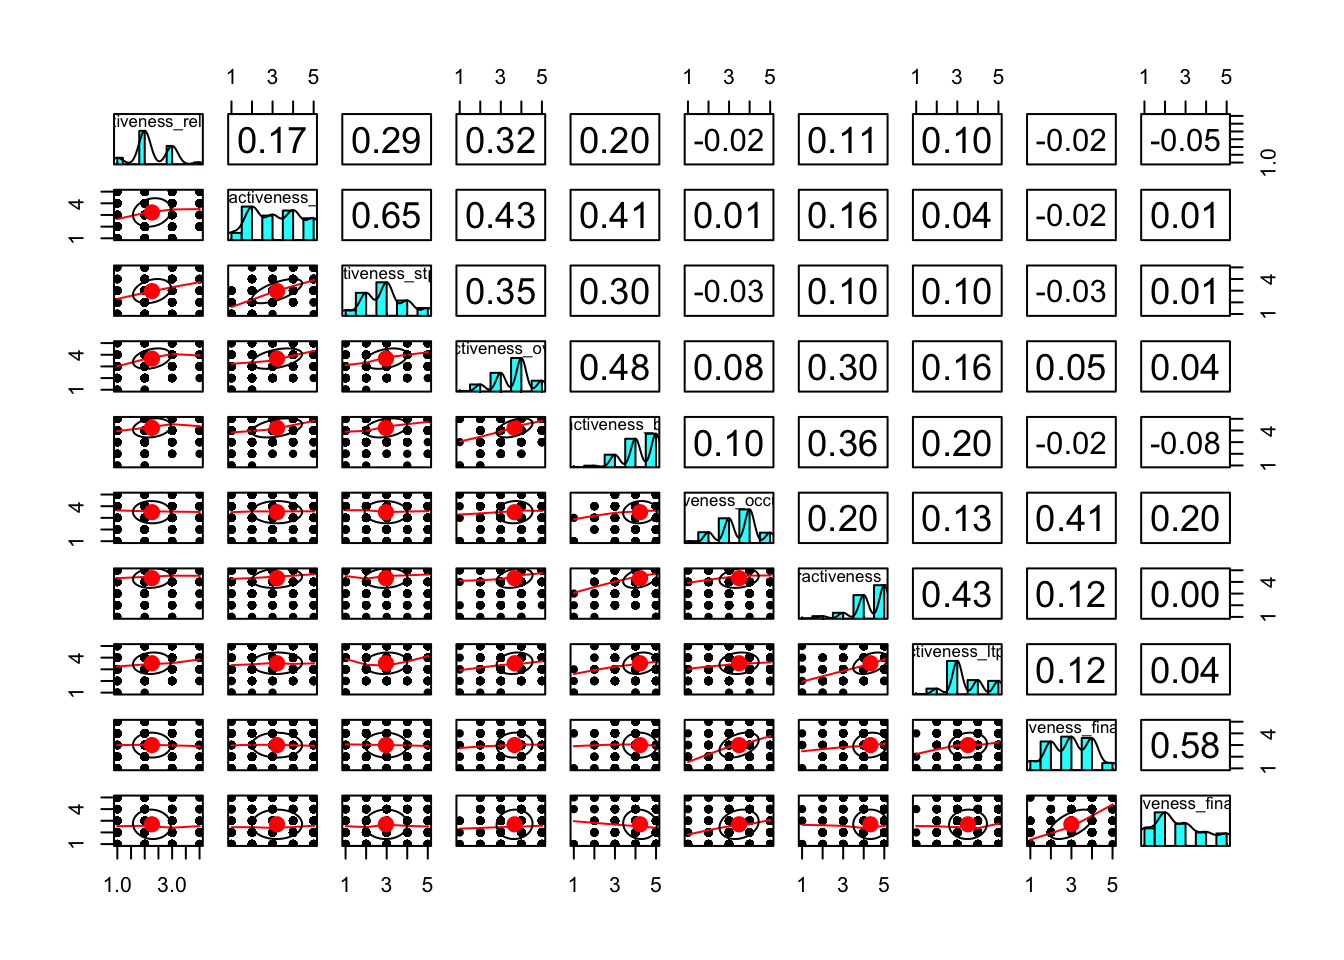 1 3 5 1 3 5 1 3 5 1 3 5 1 3 5
tiveness_rel 0.17 0.29 0.32 0.20 -0.02 0.11 0.10 -0.02 -0.05 1.0
4 1 activeness_ 0.65 0.43 0.41 0.01 0.16 0.04 -0.02 0.01
tiveness_stp 0.35 0.30 -0.03 0.10 0.10 -0.03 0.01 4 1
4 1 ctiveness_ov 0.48 0.08 0.30 0.16 0.05 0.04
activeness_b 0.10 0.36 0.20 -0.02 -0.08 4 1
4 1 veness_occu 0.20 0.13 0.41 0.20
ractiveness_ 0.43 0.12 0.00 4 1
4 1 ctiveness_ltp 0.12 0.04
veness_fina 0.58 4 1
4 1 veness_fina
1.0 3.0 1 3 5 1 3 5 1 3 5 1 3 5